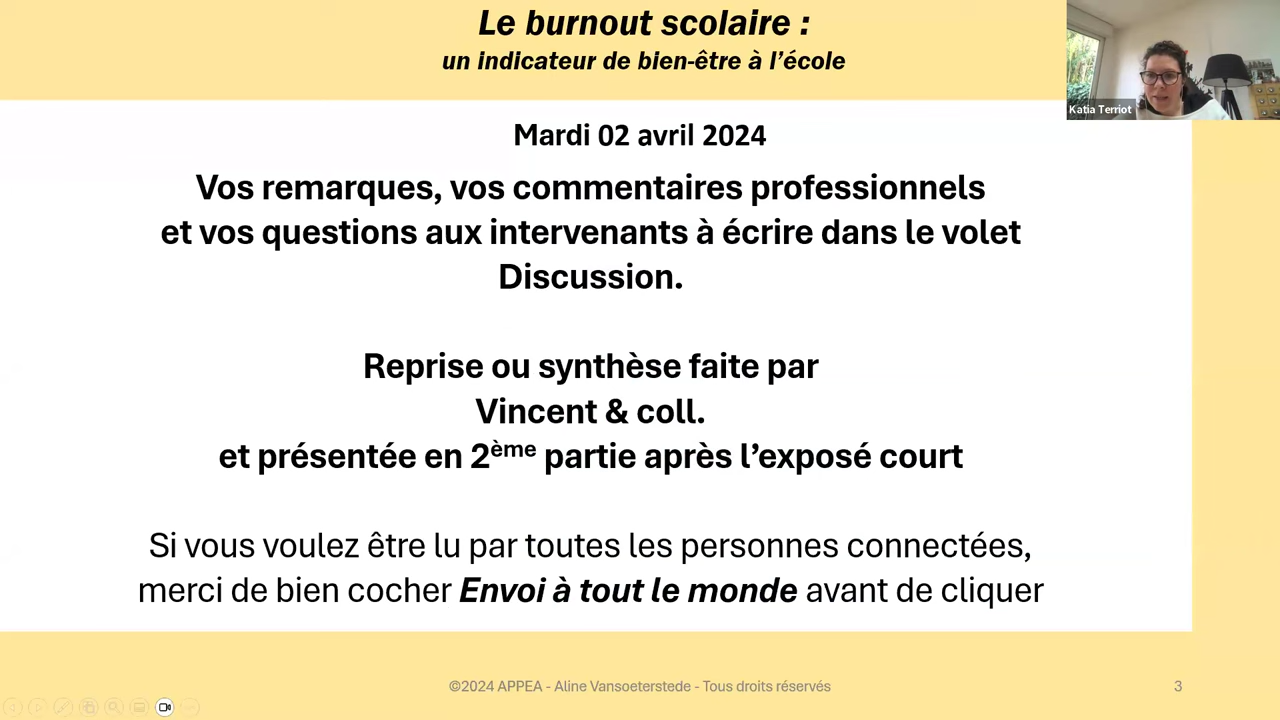 Le burnout scolaire :
un indicateur de bien-être à l'école
Katia Terriot
Mardi 02 avril 2024
Vos remarques, vos commentaires professionnels
et vos questions aux intervenants à écrire dans le volet
Discussion.
Reprise ou synthèse faite par
Vincent & coll.
et présentée en 2ème partie après l'exposé court
Si vous voulez être lu par toutes les personnes connectées,
merci de bien cocher Envoi à tout le monde avant de cliquer
©2024 APPEA - Aline Vansoeterstede - Tous droits réservés
3